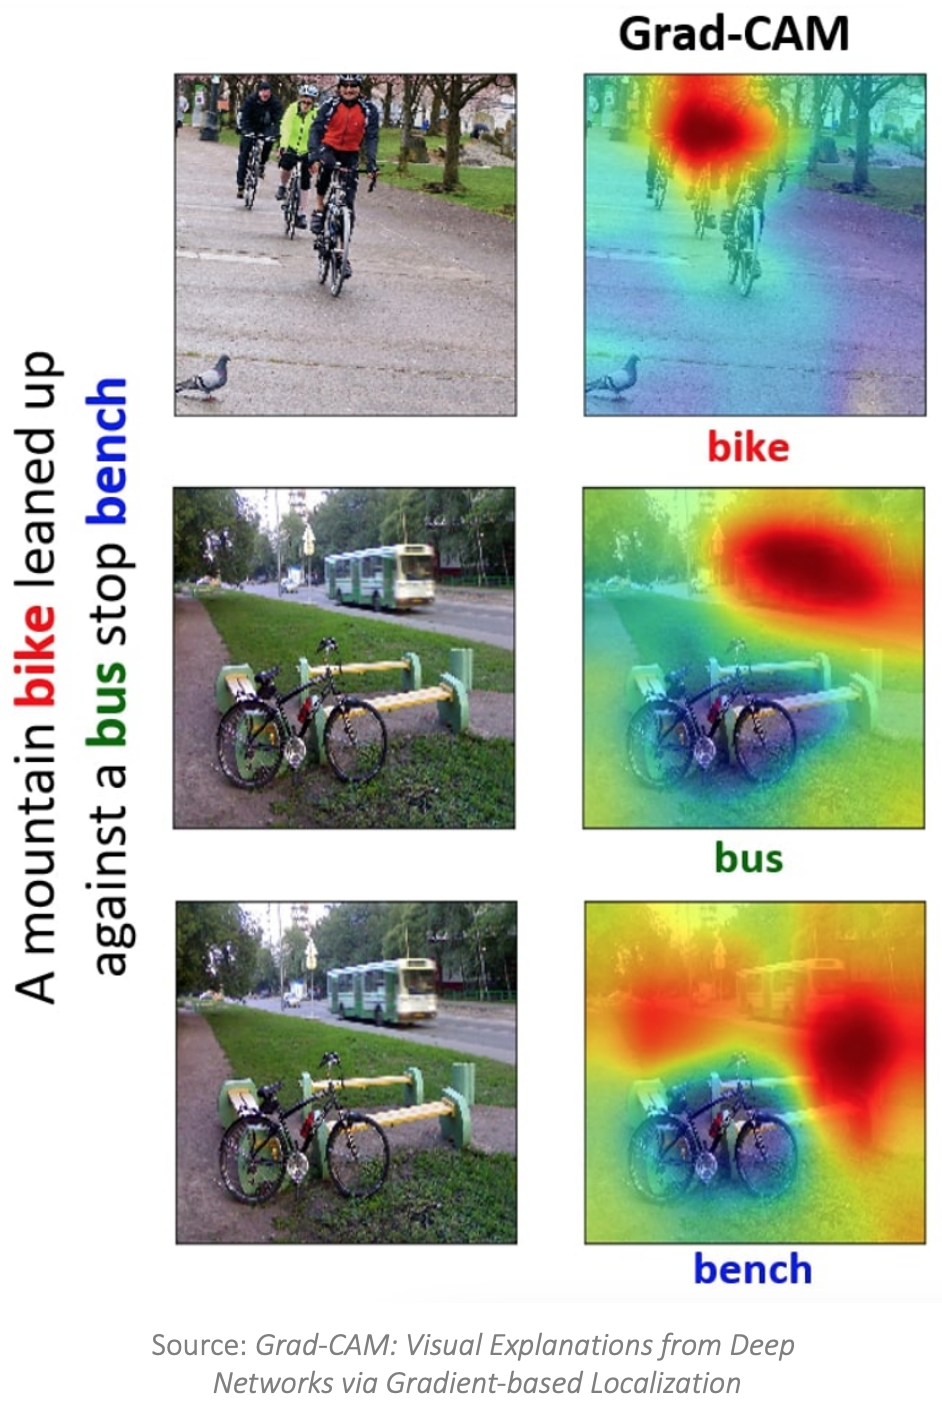 Grad-CAM
A mountain bike leaned up
against a bus stop bench
bike
bus
bench
Source: Grad-CAM: Visual Explanations from Deep
Networks via Gradient-based Localization